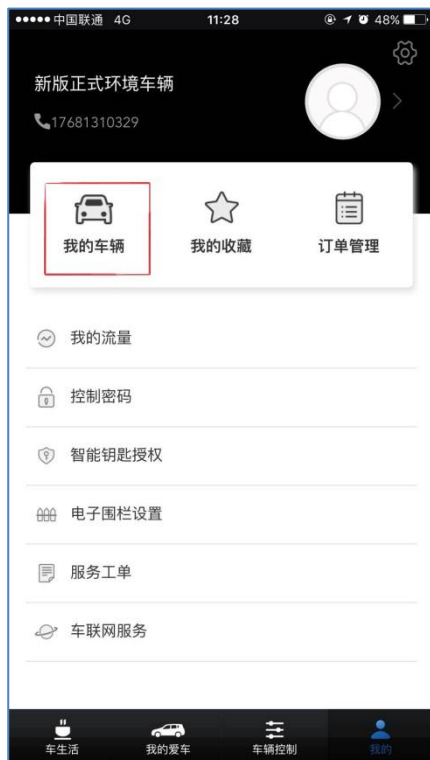 中国联通 4G 11:28 48%
新版正式环境车辆
17681310329
我的车辆 我的收藏 订单管理
我的流量
控制密码
智能钥匙授权
电子围栏设置
服务工单
车联网服务
车生活 我的爱车 车辆控制 我的